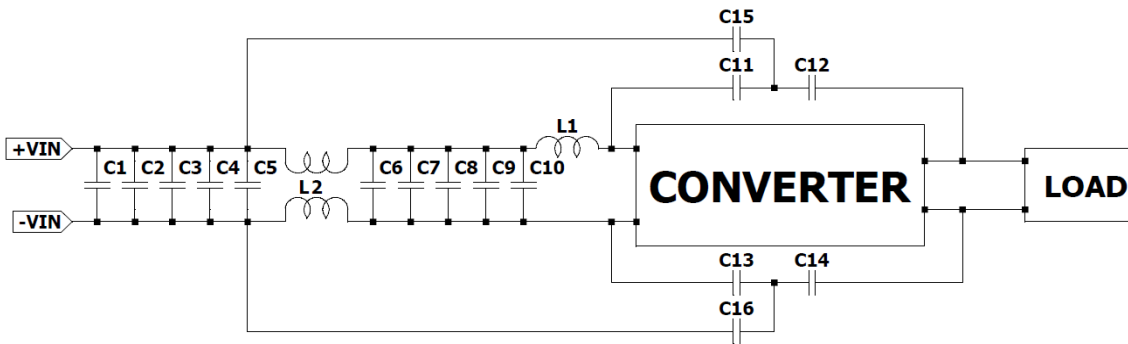 C15
C11 C12
L1
+VIN C1 C2 C3 C4 C5 C6 C7 C8 C9 C10
L2
CONVERTER LOAD
-VIN
C13 C14
C16